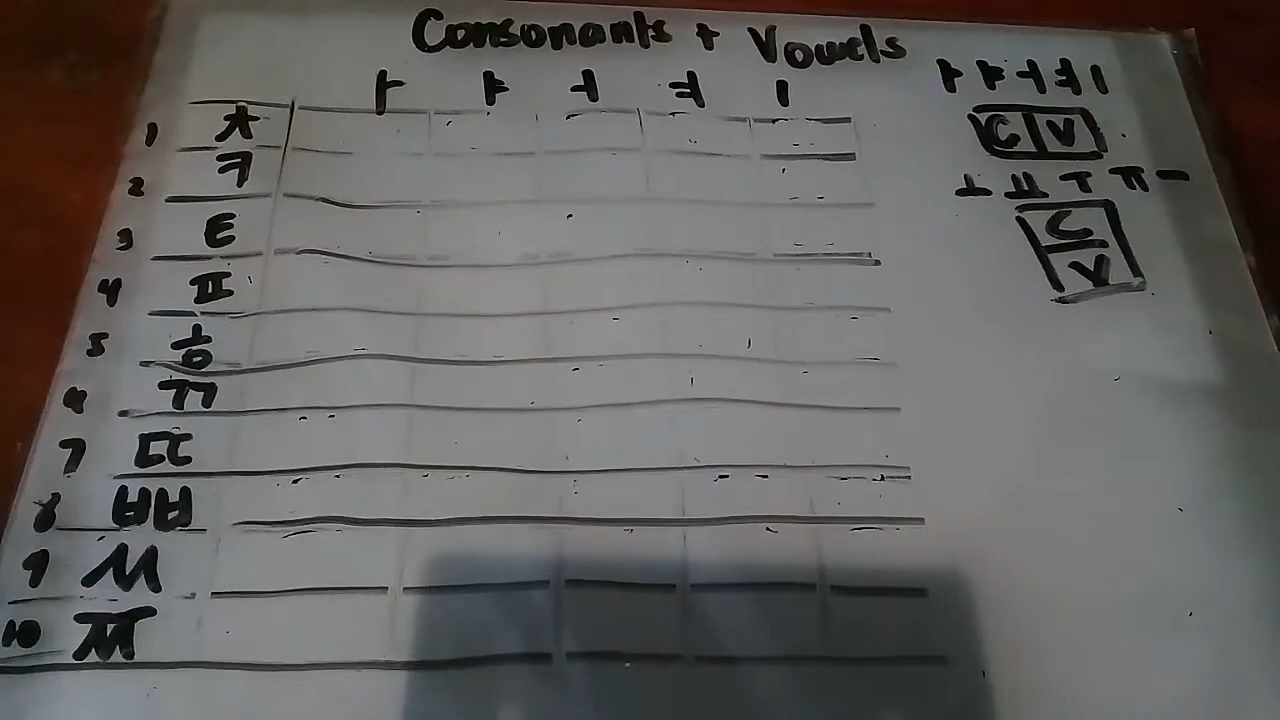 Consonants + Vowels
ㅓ ㅕ ㅏ ㅑ ㅣ
ㅓ ㅕ ㅏ ㅑ ㅣ
C V
ㅗ ㅛ ㅜ ㅠ ㅡ
C
V
1 ㅊ
2 ㅋ
3 ㅌ
4 ㅍ
5 ㅎ
6 ㄲ
7 ㄸ
8 ㅃ
9 ㅆ
10 ㅉ